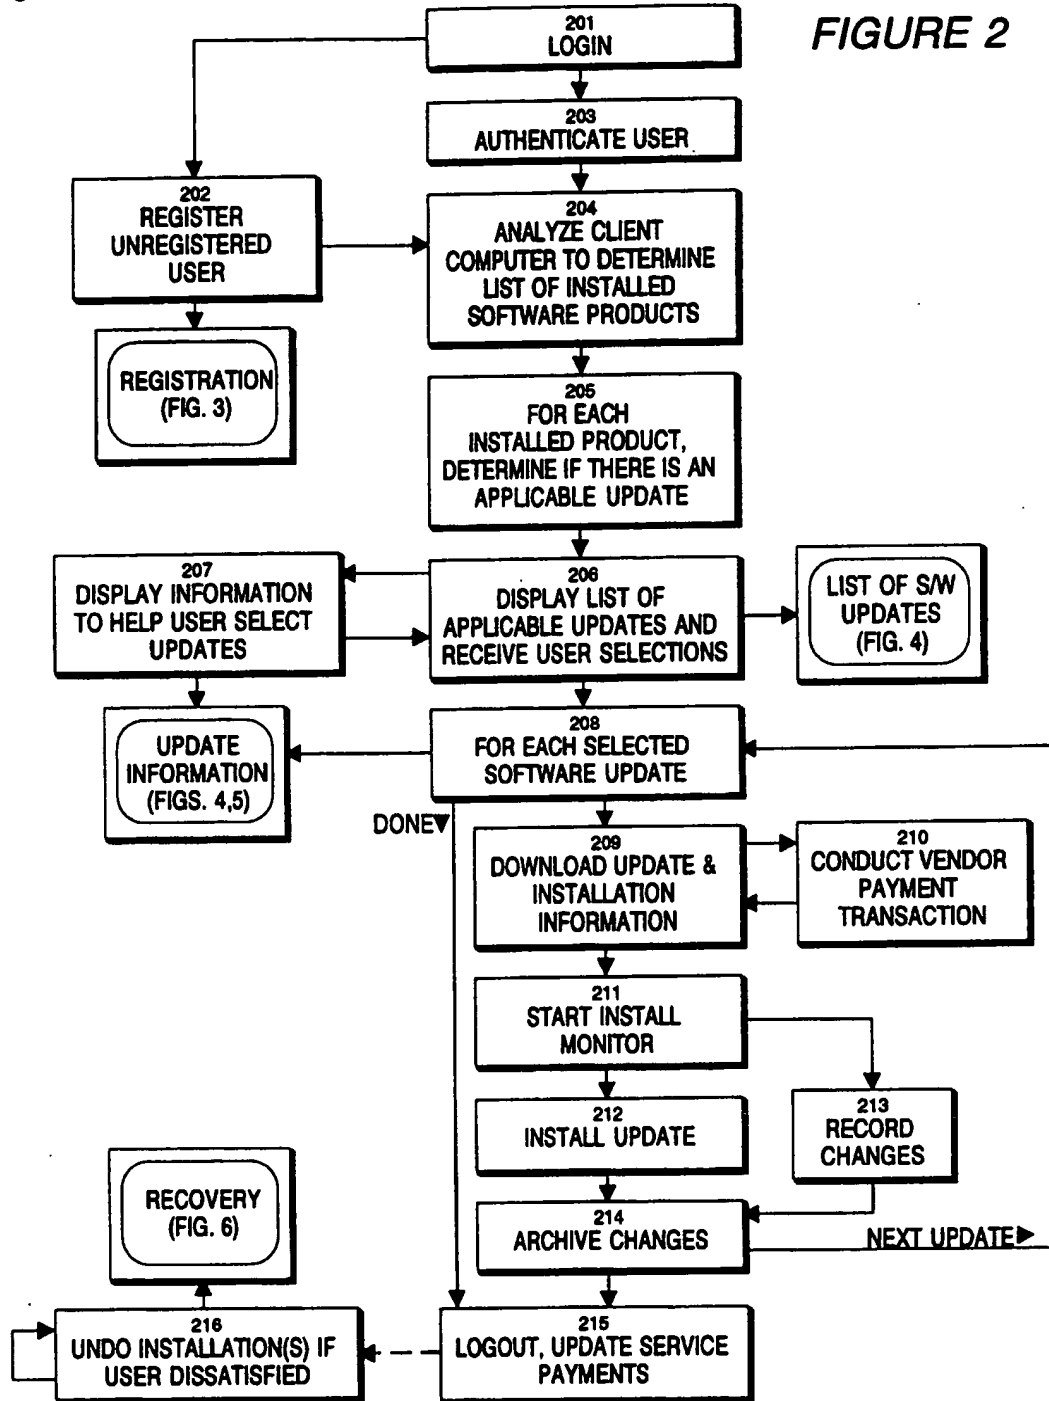 FIGURE 2
201
LOGIN
203
AUTHENTICATE USER
202
REGISTER
UNREGISTERED
USER
204
ANALYZE CLIENT
COMPUTER TO DETERMINE
LIST OF INSTALLED
SOFTWARE PRODUCTS
REGISTRATION
(FIG. 3)
205
FOR EACH
INSTALLED PRODUCT,
DETERMINE IF THERE IS AN
APPLICABLE UPDATE
207
DISPLAY INFORMATION
TO HELP USER SELECT
UPDATES
206
DISPLAY LIST OF
APPLICABLE UPDATES AND
RECEIVE USER SELECTIONS
LIST OF S/W
UPDATES
(FIG. 4)
UPDATE
INFORMATION
(FIGS. 4,5)
208
FOR EACH SELECTED
SOFTWARE UPDATE
DONE▼
209
DOWNLOAD UPDATE &
INSTALLATION
INFORMATION
210
CONDUCT VENDOR
PAYMENT
TRANSACTION
211
START INSTALL
MONITOR
212
INSTALL UPDATE
213
RECORD
CHANGES
RECOVERY
(FIG. 6)
214
ARCHIVE CHANGES
NEXT UPDATE▶
216
UNDO INSTALLATION(S) IF
USER DISSATISFIED
215
LOGOUT, UPDATE SERVICE
PAYMENTS